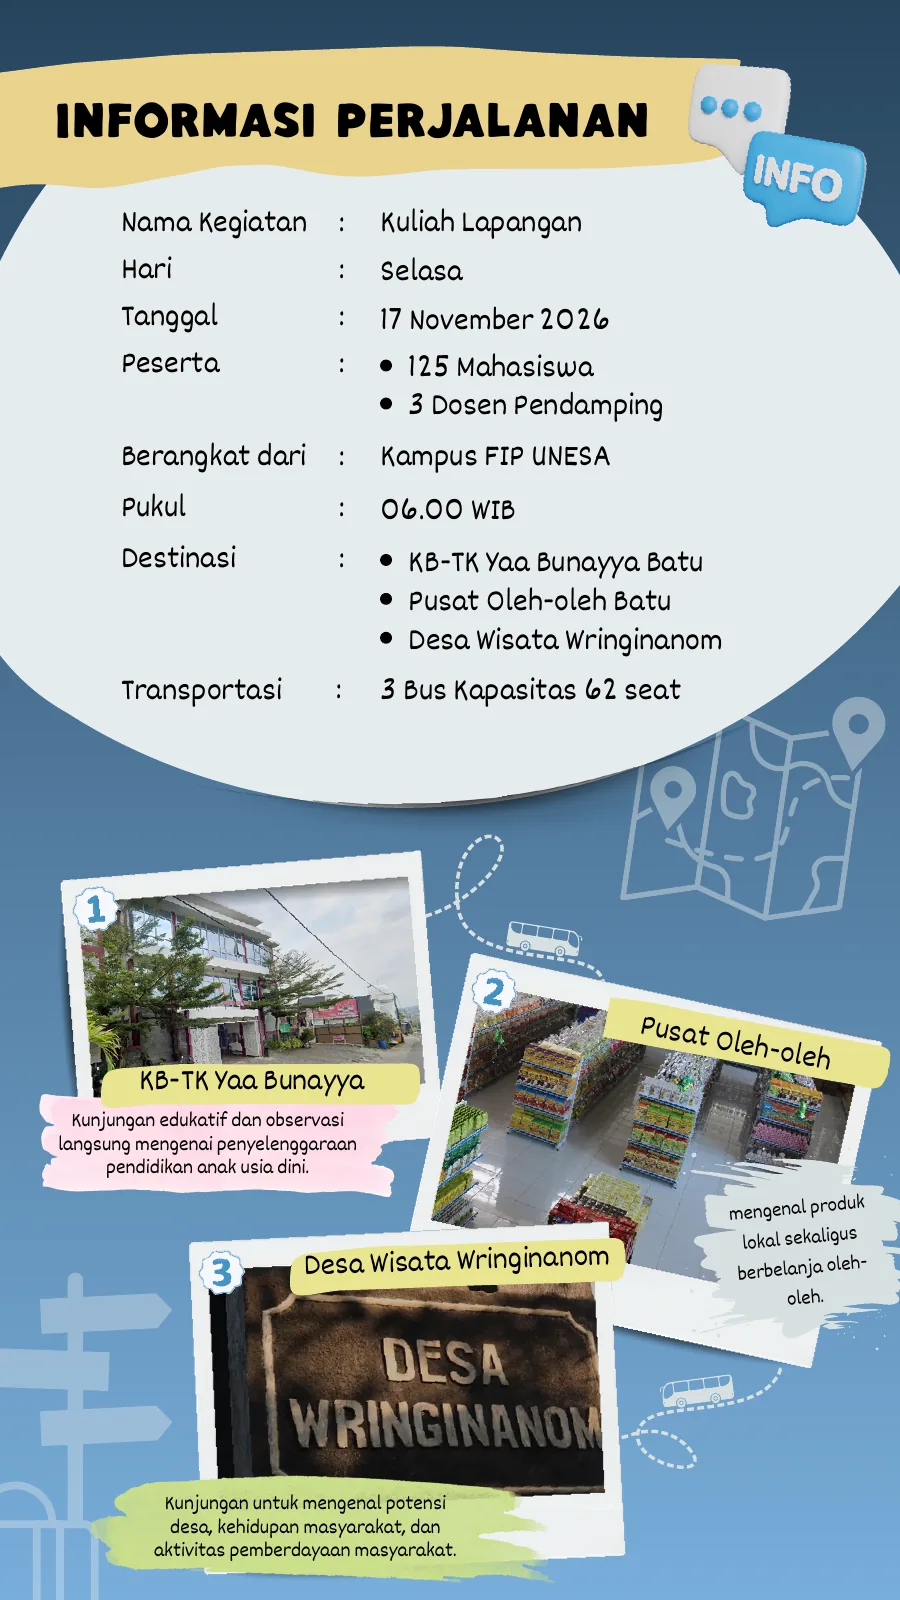 INFORMASI PERJALANAN
INFO
Nama Kegiatan : Kuliah Lapangan
Hari : Selasa
Tanggal : 17 November 2026
Peserta : • 125 Mahasiswa
• 3 Dosen Pendamping
Berangkat dari : Kampus FIP UNESA
Pukul : 06.00 WIB
Destinasi : • KB-TK Yaa Bunayya Batu
• Pusat Oleh-oleh Batu
• Desa Wisata Wringinanom
Transportasi : 3 Bus Kapasitas 62 seat
1
KB-TK Yaa Bunayya
Kunjungan edukatif dan observasi
langsung mengenai penyelenggaraan
pendidikan anak usia dini.
2
Pusat Oleh-oleh
mengenal produk
lokal sekaligus
berbelanja oleh-
oleh.
3
Desa Wisata Wringinanom
DESA
WRINGINANOM
Kunjungan untuk mengenal potensi
desa, kehidupan masyarakat, dan
aktivitas pemberdayaan masyarakat.